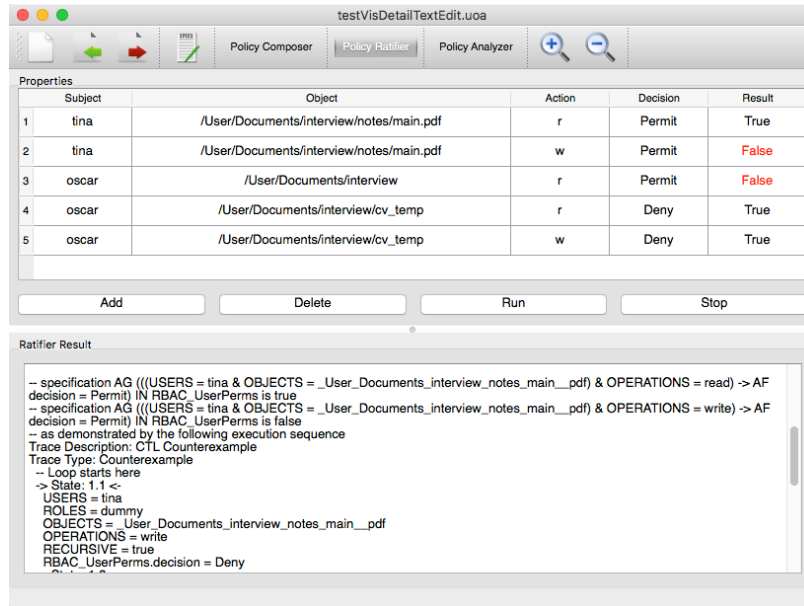 testVisDetailTextEdit.uoa
SPECS
Policy Composer Policy Ratifier Policy Analyzer
Properties
Subject Object Action Decision Result
1 tina /User/Documents/interview/notes/main.pdf r Permit True
2 tina /User/Documents/interview/notes/main.pdf w Permit False
3 oscar /User/Documents/interview r Permit False
4 oscar /User/Documents/interview/cv_temp r Deny True
5 oscar /User/Documents/interview/cv_temp w Deny True
Add Delete Run Stop
Ratifier Result
-- specification AG (((USERS = tina & OBJECTS = _User_Documents_interview_notes_main__pdf) & OPERATIONS = read) -> AF
decision = Permit) IN RBAC_UserPerms is true
-- specification AG (((USERS = tina & OBJECTS = _User_Documents_interview_notes_main__pdf) & OPERATIONS = write) -> AF
decision = Permit) IN RBAC_UserPerms is false
-- as demonstrated by the following execution sequence
Trace Description: CTL Counterexample
Trace Type: Counterexample
-- Loop starts here
-> State: 1.1 <-
USERS = tina
ROLES = dummy
OBJECTS = _User_Documents_interview_notes_main__pdf
OPERATIONS = write
RECURSIVE = true
RBAC_UserPerms.decision = Deny